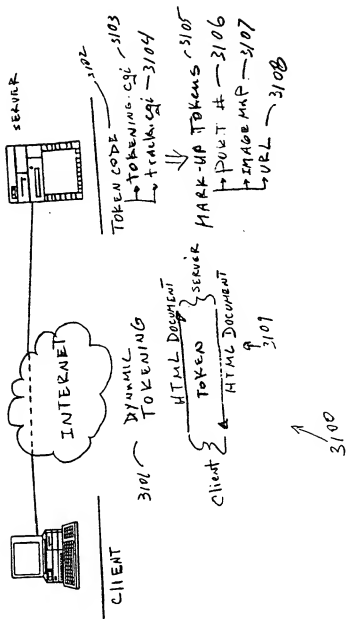 CLIENT
INTERNET
SERVER
3101
DYNAMIC
TOKENING
HTML DOCUMENT
Client
TOKEN
SERVER
HTML DOCUMENT
3109
3100
TOKEN CODE
3102
TOKENING.cgi 3103
track.cgi 3104
MARK-UP TOKENS 3105
PORT # 3106
IMAGE MAP 3107
URL 3108